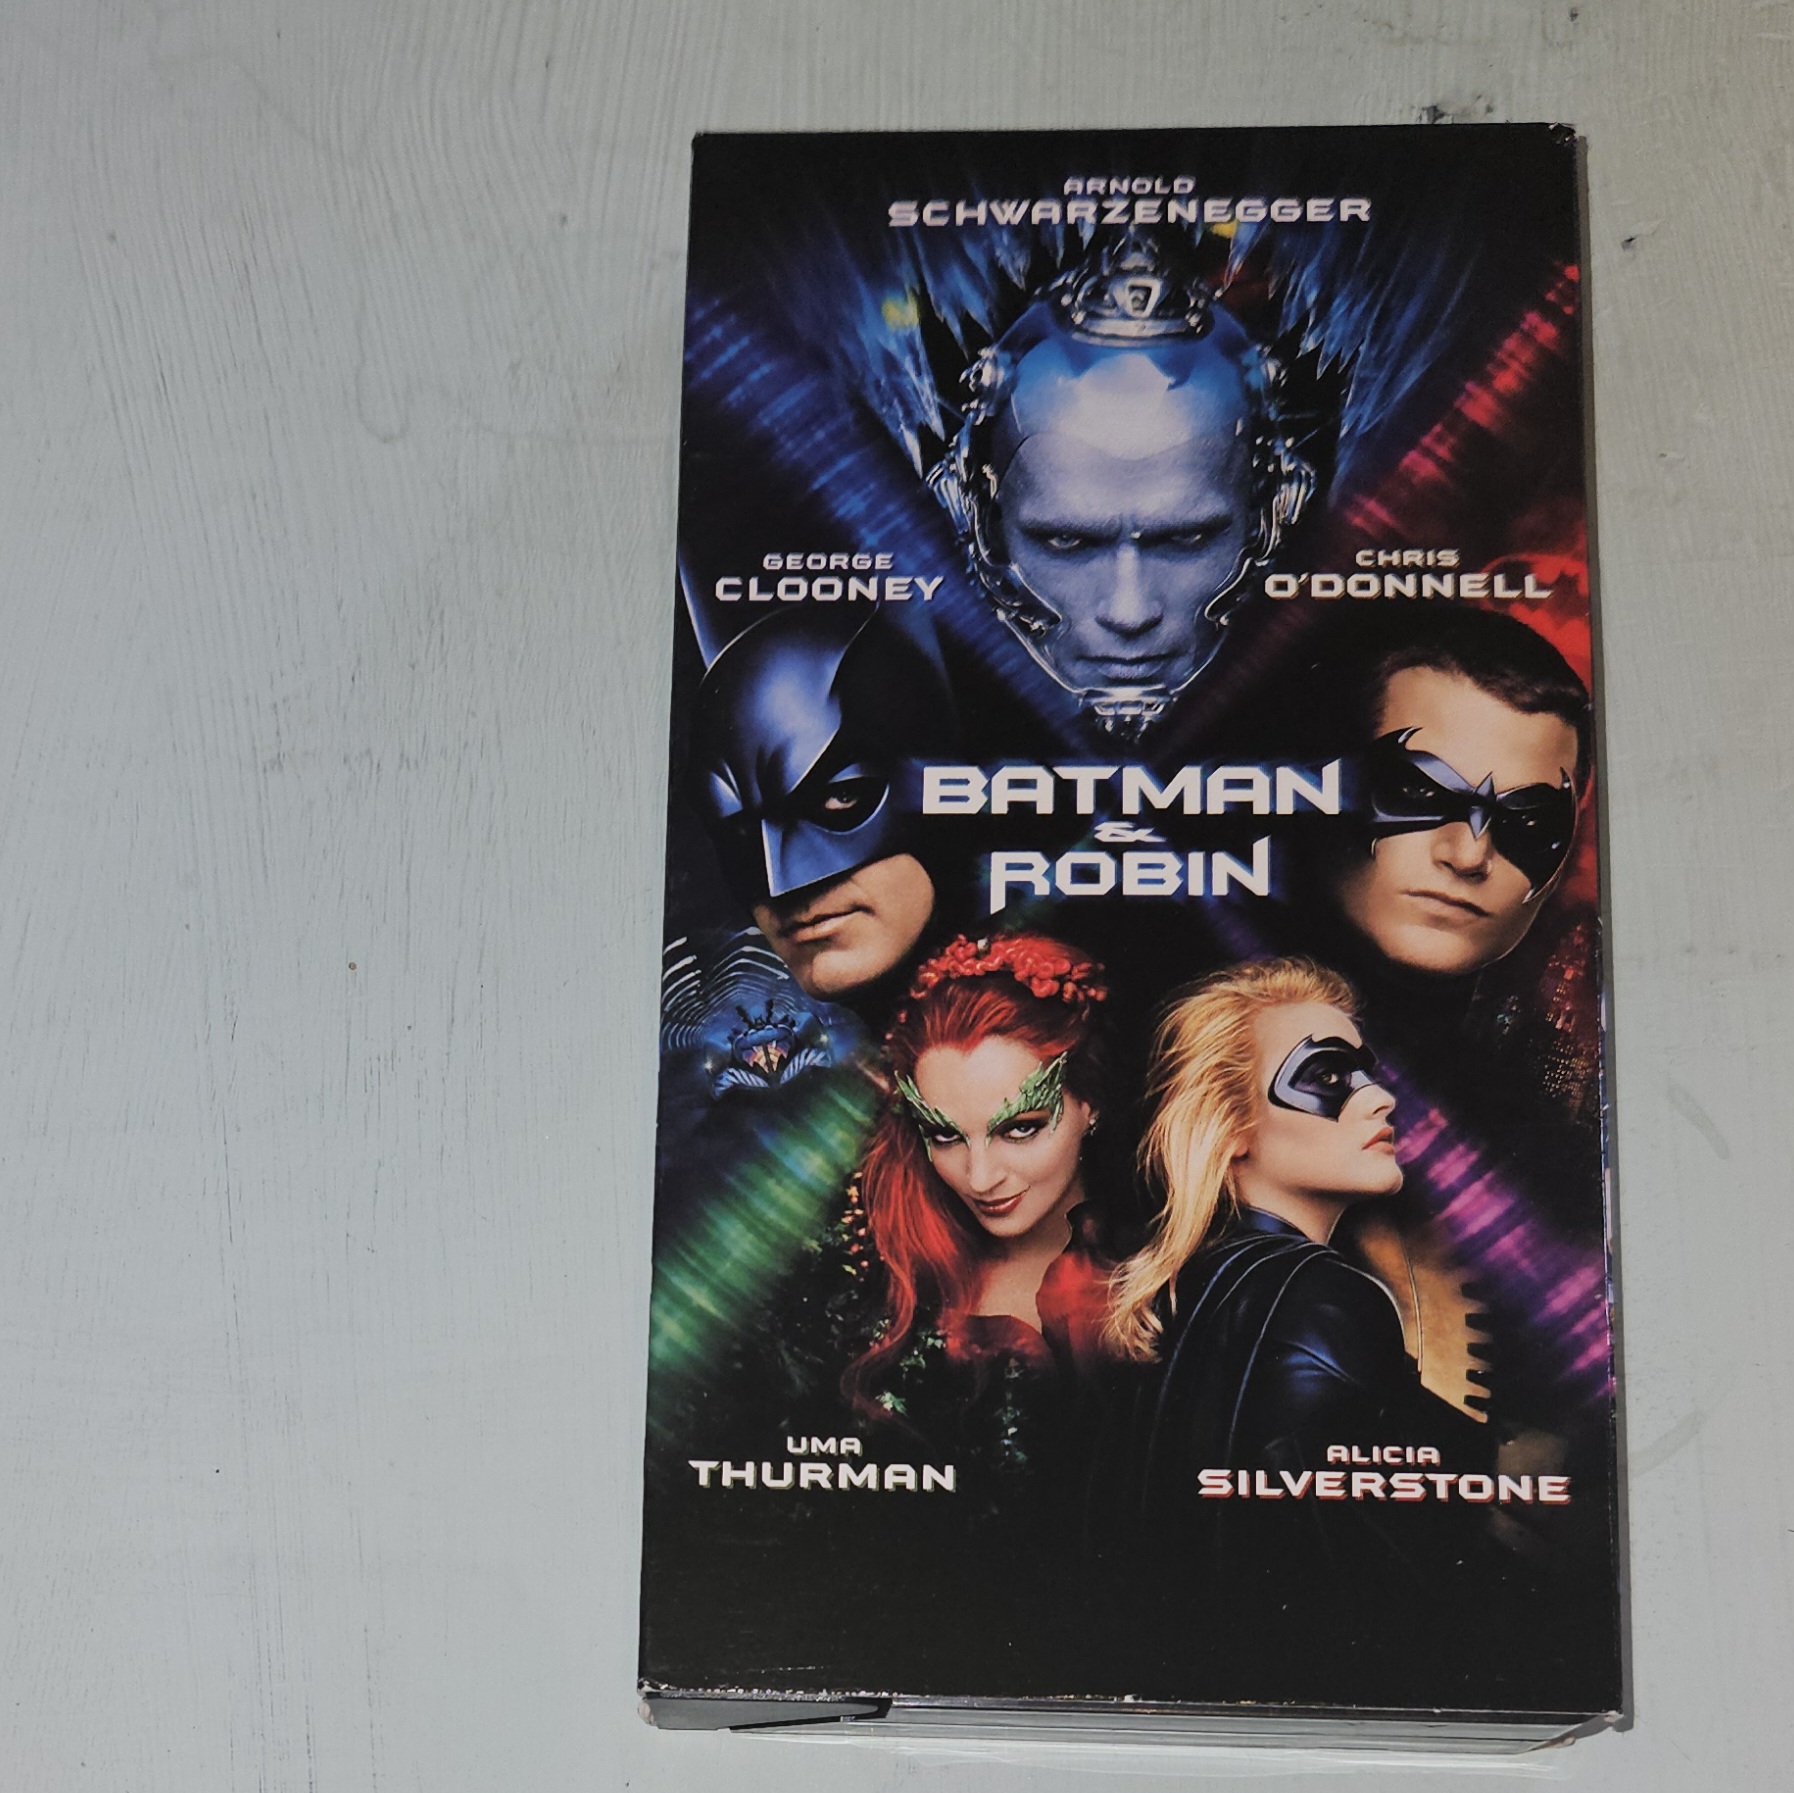 ARNOLD
SCHWARZENEGGER
GEORGE
CLOONEY
CHRIS
O'DONNELL
BATMAN
&
ROBIN
UMA
THURMAN
ALICIA
SILVERSTONE